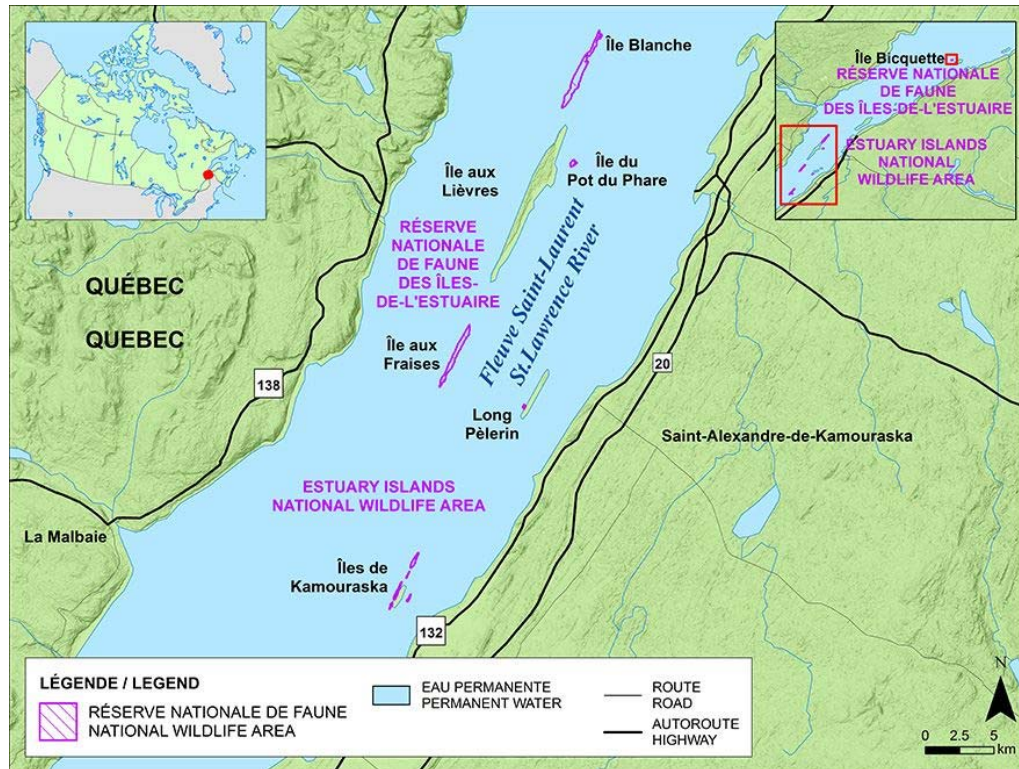 Île Blanche
Île aux
Lièvres
Île du
Pot du Phare
RÉSERVE
NATIONALE
DE FAUNE
DES ÎLES-
DE-L'ESTUAIRE
QUÉBEC
QUEBEC
Île aux
Fraises
Fleuve Saint-Laurent
St.Lawrence River
138
20
Long
Pèlerin
Saint-Alexandre-de-Kamouraska
ESTUARY ISLANDS
NATIONAL WILDLIFE AREA
La Malbaie
Îles de
Kamouraska
132
Île Bicquette
RÉSERVE NATIONALE
DE FAUNE
DES ÎLES-DE-L'ESTUAIRE
ESTUARY ISLANDS
NATIONAL
WILDLIFE AREA
LÉGENDE / LEGEND
RÉSERVE NATIONALE DE FAUNE
NATIONAL WILDLIFE AREA
EAU PERMANENTE
PERMANENT WATER
ROUTE
ROAD
AUTOROUTE
HIGHWAY
N
0 2.5 5
km